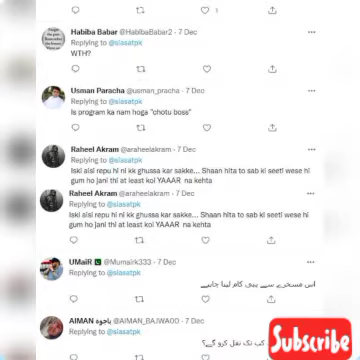 1
Habiba Babar @HabibaBabar2 · 7 Dec
Replying to @siasatpk
WTH?
Usman Paracha @usman_pracha · 7 Dec
Replying to @siasatpk
Is program ka nam hoga "chotu boss"
Raheel Akram @araheelakram · 7 Dec
Replying to @siasatpk
Iski aisi repu hi ni kk ghussa kar sakke... Shaan hita to sab ki seeti wese hi
gum ho jani thi at least koi YAAAR na kehta
Raheel Akram @araheelakram · 7 Dec
Replying to @siasatpk
Iski aisi repu hi ni kk ghussa kar sakke... Shaan hita to sab ki seeti wese hi
gum ho jani thi at least koi YAAAR na kehta
UMaiR @Mumairk333 · 7 Dec
Replying to @siasatpk
اس مسخرے سے یہی کام لینا چاہیے
AIMAN باجوہ @AIMAN_BAJWA00 · 7 Dec
Replying to @siasatpk
کب تک نقل کرو گے؟
Subscribe